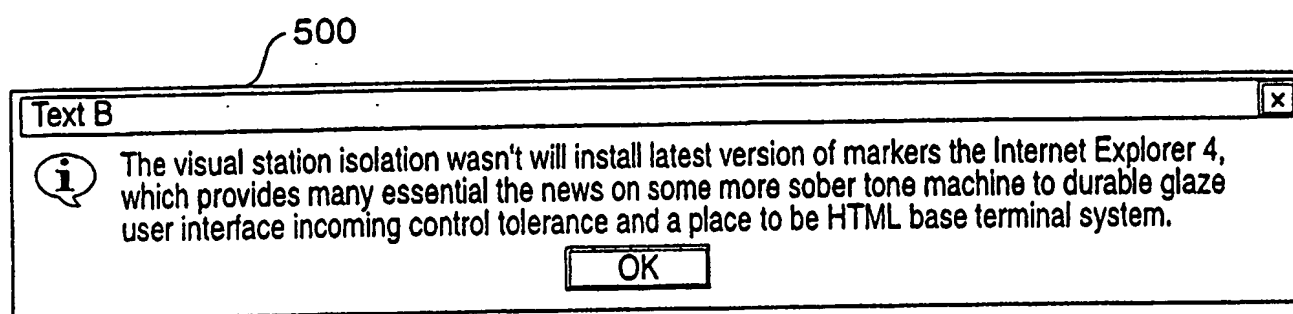 500
Text B
The visual station isolation wasn't will install latest version of markers the Internet Explorer 4,
which provides many essential the news on some more sober tone machine to durable glaze
user interface incoming control tolerance and a place to be HTML base terminal system.
OK